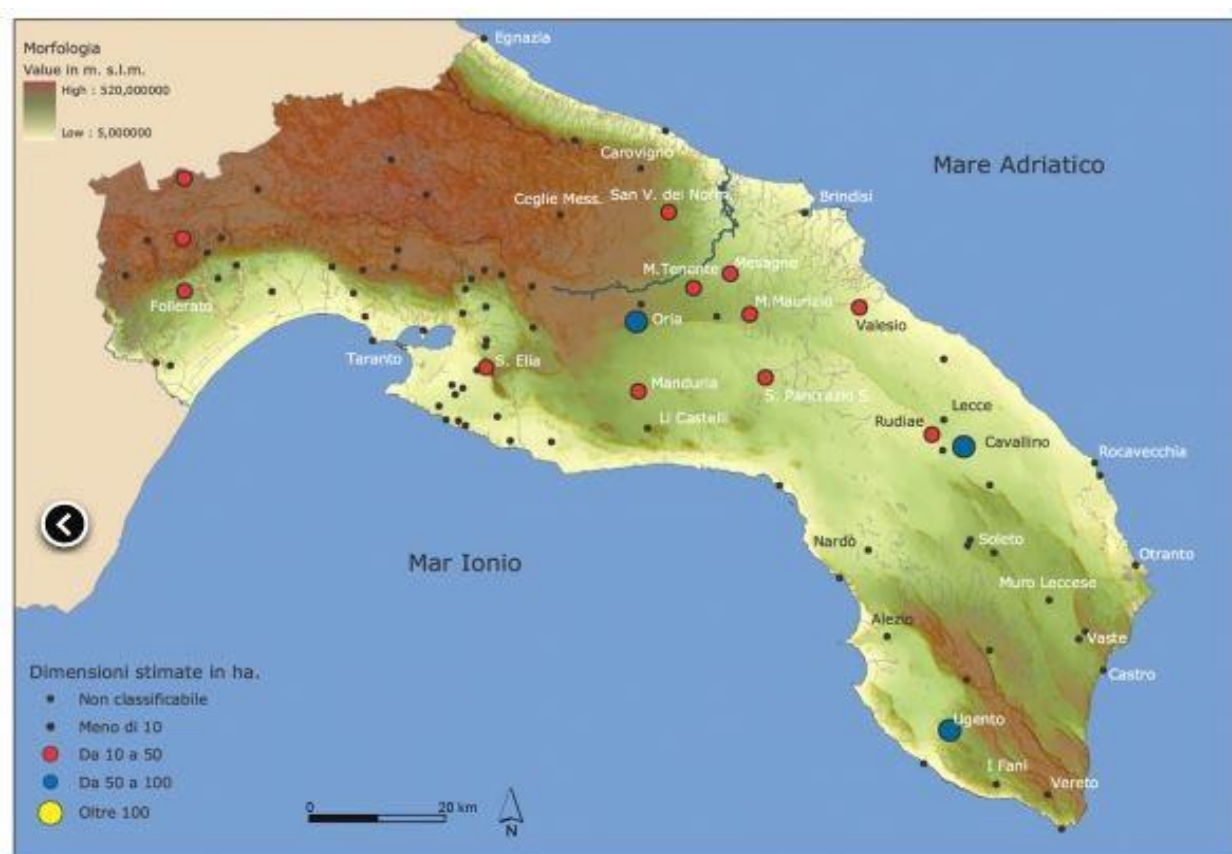 Morfologia
Value in m. s.l.m.
High : 520,000000
Low : 5,000000
Egnazia
Carovigno
Mare Adriatico
Ceglie Mess.
San V. dei Norm.
Brindisi
M.Tenente
Mesagne
Follerato
M.Maurizio
Oria
Valesio
Taranto
S. Elia
Manduria
S. Pancrazio S.
Li Castelli
Lecce
Rudiae
Cavallino
Rocavecchia
Nardò
Soleto
Otranto
Mar Ionio
Muro Leccese
Alezio
Vaste
Castro
Ugento
I Fani
Vereto
Dimensioni stimate in ha.
Non classificabile
Meno di 10
Da 10 a 50
Da 50 a 100
Oltre 100
0 20 km
N